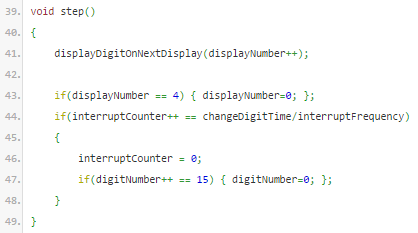 39. void step()
40. {
41.     displayDigitOnNextDisplay(displayNumber++);
42.
43.     if(displayNumber == 4) { displayNumber=0; };
44.     if(interruptCounter++ == changeDigitTime/interruptFrequency)
45.     {
46.         interruptCounter = 0;
47.         if(digitNumber++ == 15) { digitNumber=0; };
48.     }
49. }